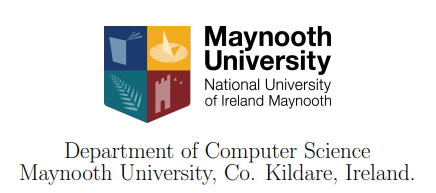 Maynooth
University
National University
of Ireland Maynooth
Department of Computer Science
Maynooth University, Co. Kildare, Ireland.